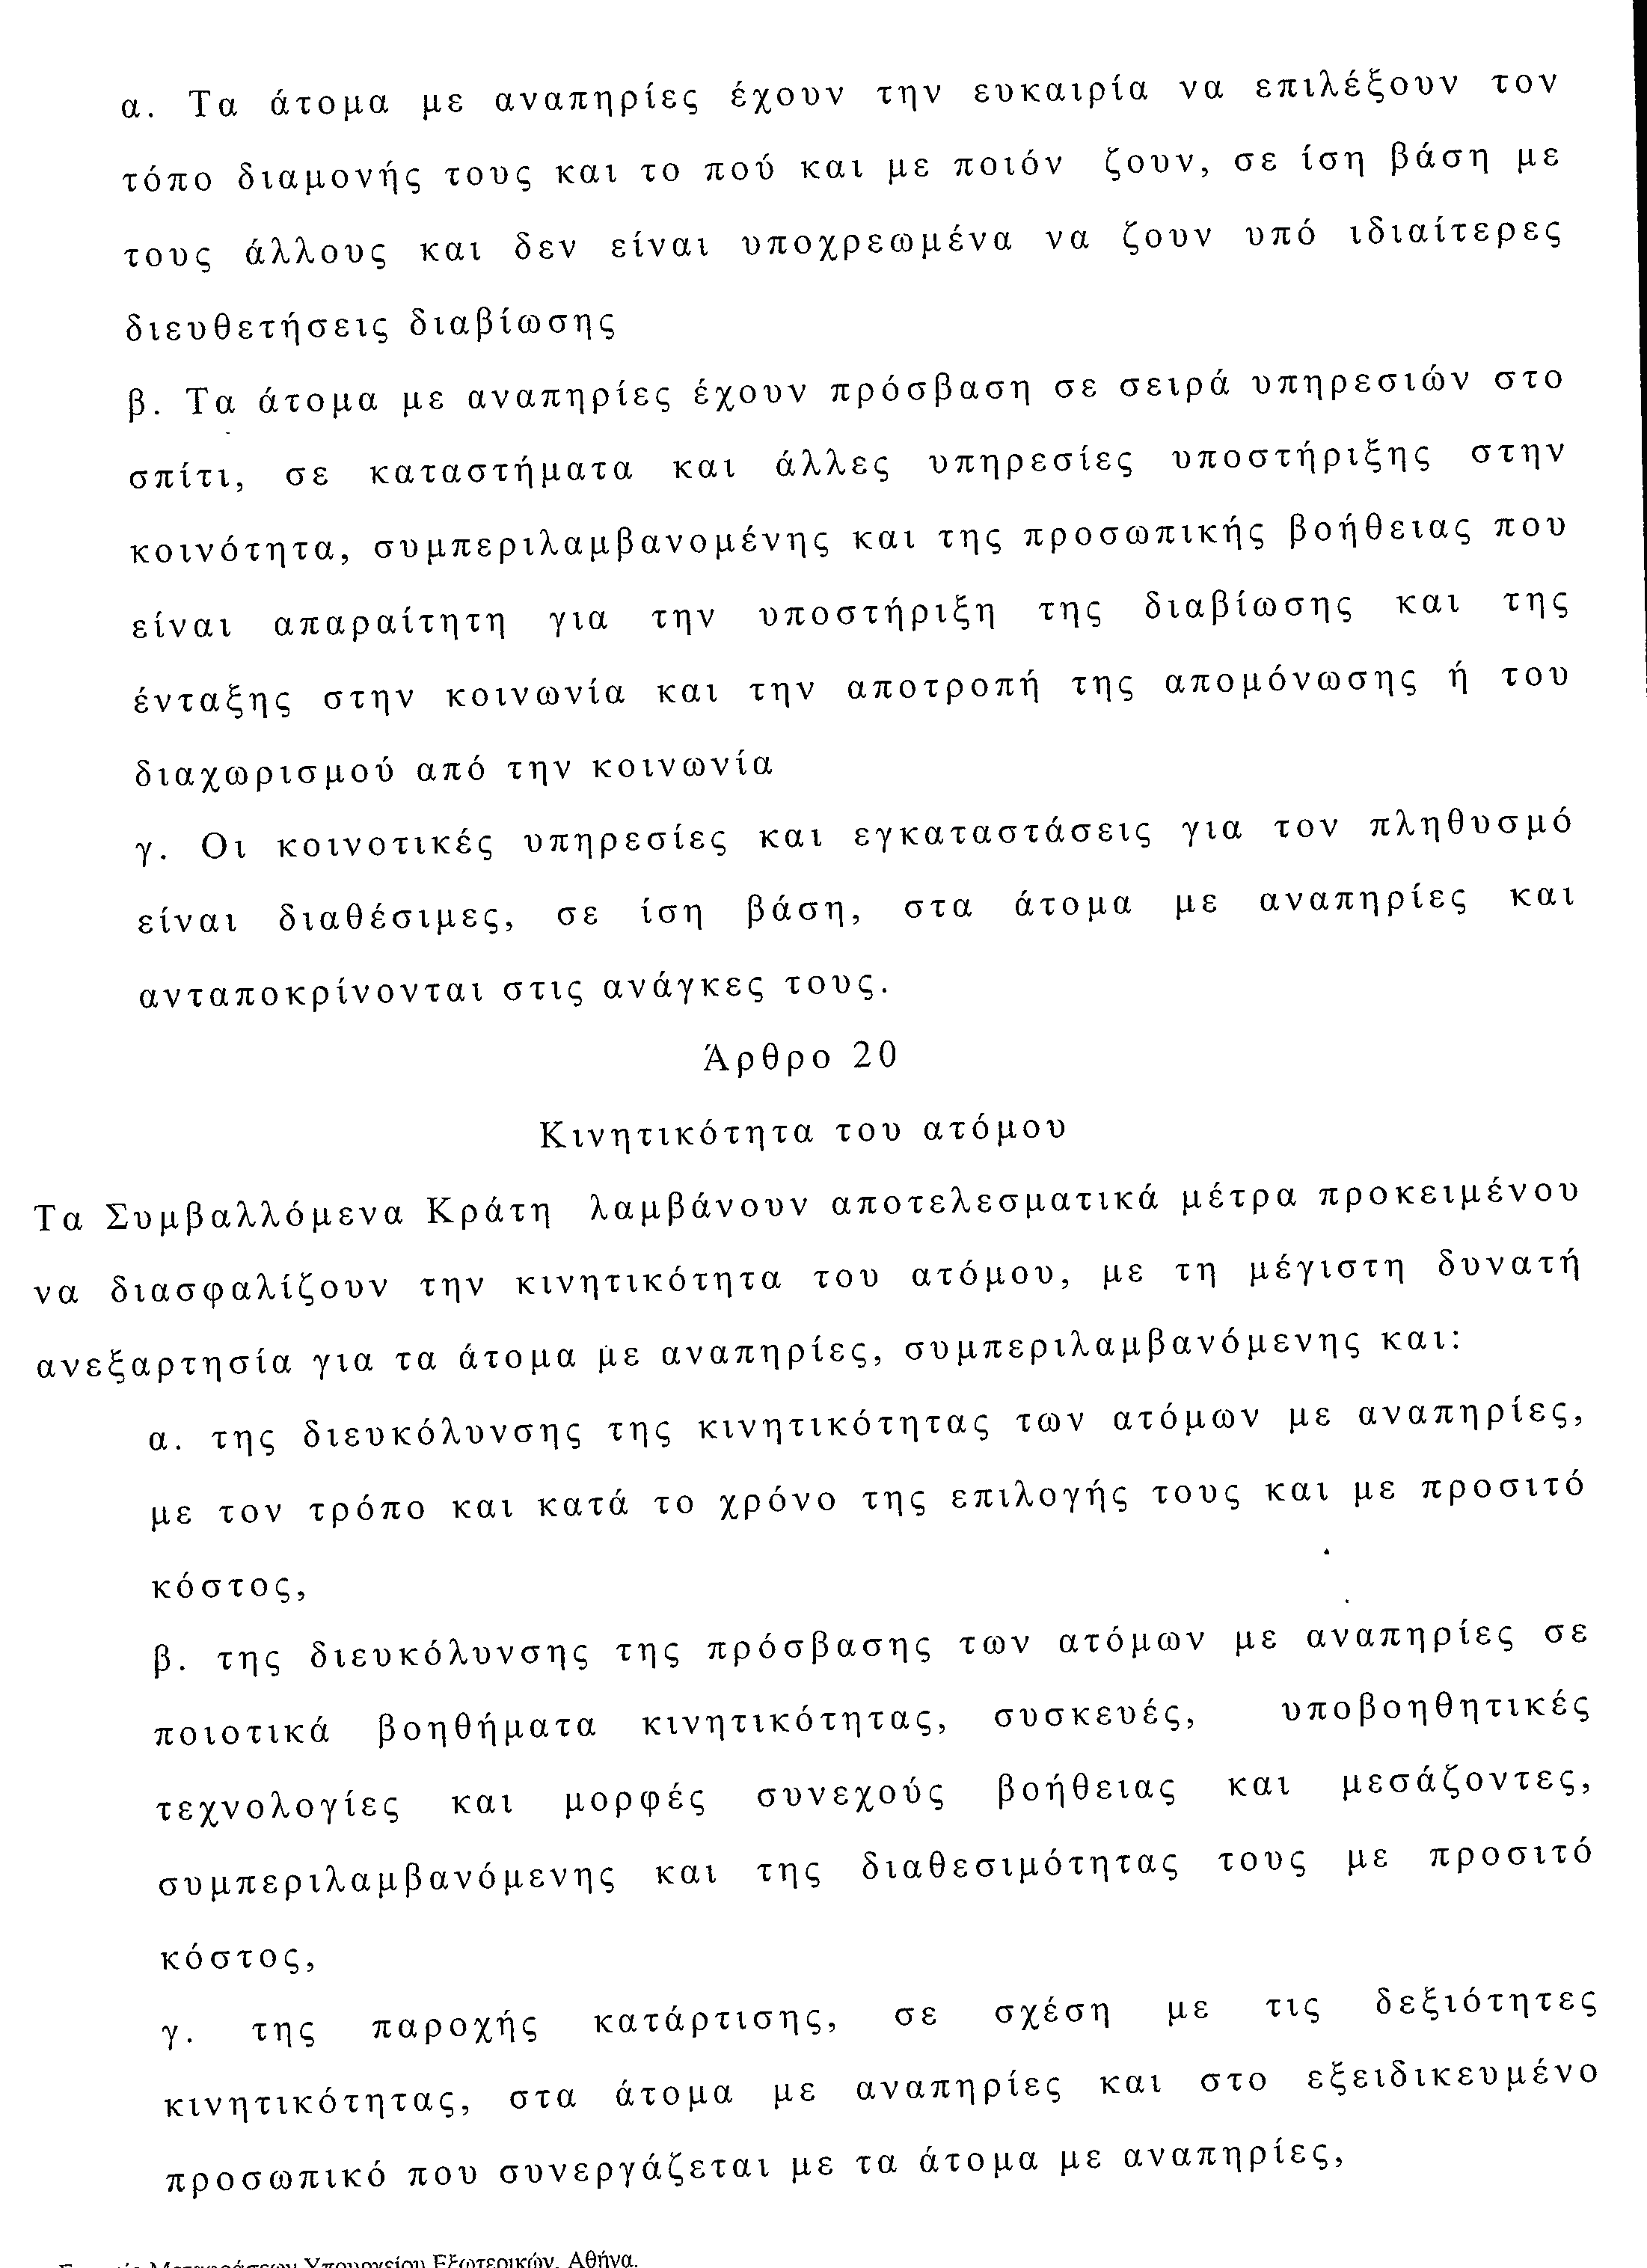 α. Τα άτομα με αναπηρίες έχουν την ευκαιρία να επιλέξουν τον
τόπο διαμονής τους και το πού και με ποιόν ζουν, σε ίση βάση με
τους άλλους και δεν είναι υποχρεωμένα να ζουν υπό ιδιαίτερες
διευθετήσεις διαβίωσης
β. Τα άτομα με αναπηρίες έχουν πρόσβαση σε σειρά υπηρεσιών στο
σπίτι, σε καταστήματα και άλλες υπηρεσίες υποστήριξης στην
κοινότητα, συμπεριλαμβανομένης και της προσωπικής βοήθειας που
είναι απαραίτητη για την υποστήριξη της διαβίωσης και της
ένταξης στην κοινωνία και την αποτροπή της απομόνωσης ή του
διαχωρισμού από την κοινωνία
γ. Οι κοινοτικές υπηρεσίες και εγκαταστάσεις για τον πληθυσμό
είναι διαθέσιμες, σε ίση βάση, στα άτομα με αναπηρίες και
ανταποκρίνονται στις ανάγκες τους.
Άρθρο 20
Κινητικότητα του ατόμου
Τα Συμβαλλόμενα Κράτη λαμβάνουν αποτελεσματικά μέτρα προκειμένου
να διασφαλίζουν την κινητικότητα του ατόμου, με τη μέγιστη δυνατή
ανεξαρτησία για τα άτομα με αναπηρίες, συμπεριλαμβανόμενης και:
α. της διευκόλυνσης της κινητικότητας των ατόμων με αναπηρίες,
με τον τρόπο και κατά το χρόνο της επιλογής τους και με προσιτό
κόστος,
β. της διευκόλυνσης της πρόσβασης των ατόμων με αναπηρίες σε
ποιοτικά βοηθήματα κινητικότητας, συσκευές, υποβοηθητικές
τεχνολογίες και μορφές συνεχούς βοήθειας και μεσάζοντες,
συμπεριλαμβανόμενης και της διαθεσιμότητας τους με προσιτό
κόστος,
γ. της παροχής κατάρτισης, σε σχέση με τις δεξιότητες
κινητικότητας, στα άτομα με αναπηρίες και στο εξειδικευμένο
προσωπικό που συνεργάζεται με τα άτομα με αναπηρίες,
Μεταφράσεων Υπουργείου Εξωτερικών, Αθήνα.